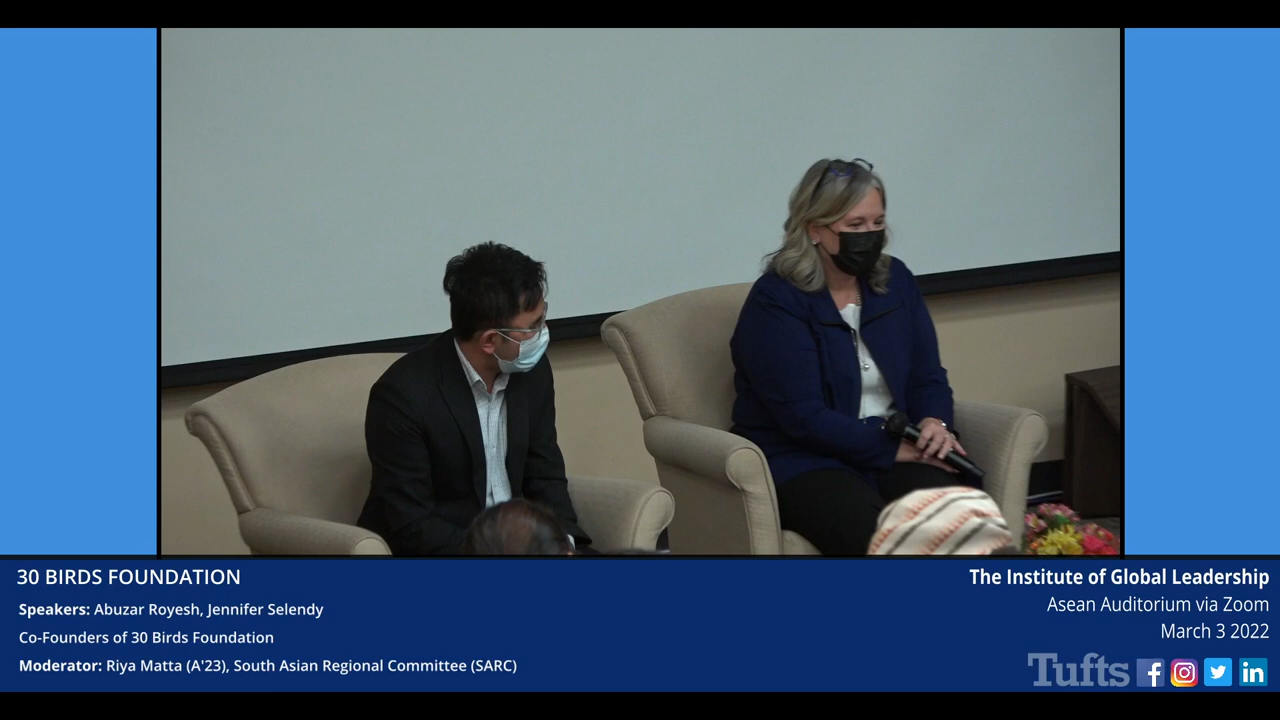 30 BIRDS FOUNDATION
Speakers: Abuzar Royesh, Jennifer Selendy
Co-Founders of 30 Birds Foundation
Moderator: Riya Matta (A'23), South Asian Regional Committee (SARC)
The Institute of Global Leadership
Asean Auditorium via Zoom
March 3 2022
Tufts